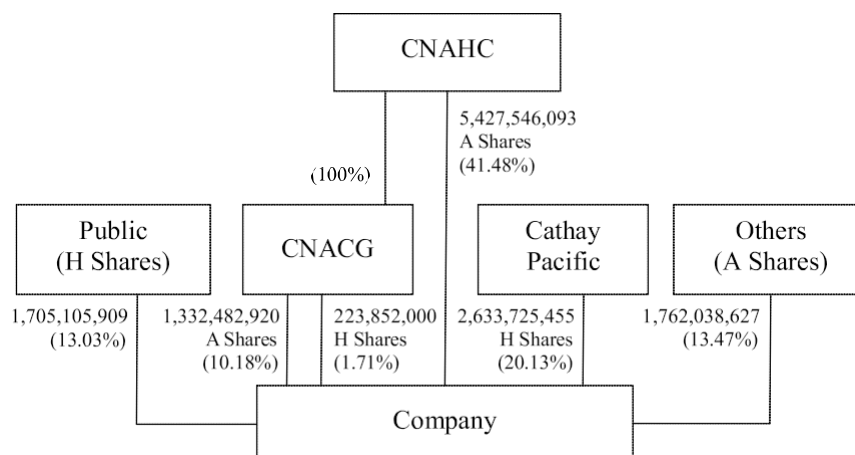 CNAHC
5,427,546,093
A Shares
(41.48%)
(100%)
Public
(H Shares)
CNACG
Cathay
Pacific
Others
(A Shares)
1,705,105,909
(13.03%)
1,332,482,920
A Shares
(10.18%)
223,852,000
H Shares
(1.71%)
2,633,725,455
H Shares
(20.13%)
1,762,038,627
(13.47%)
Company